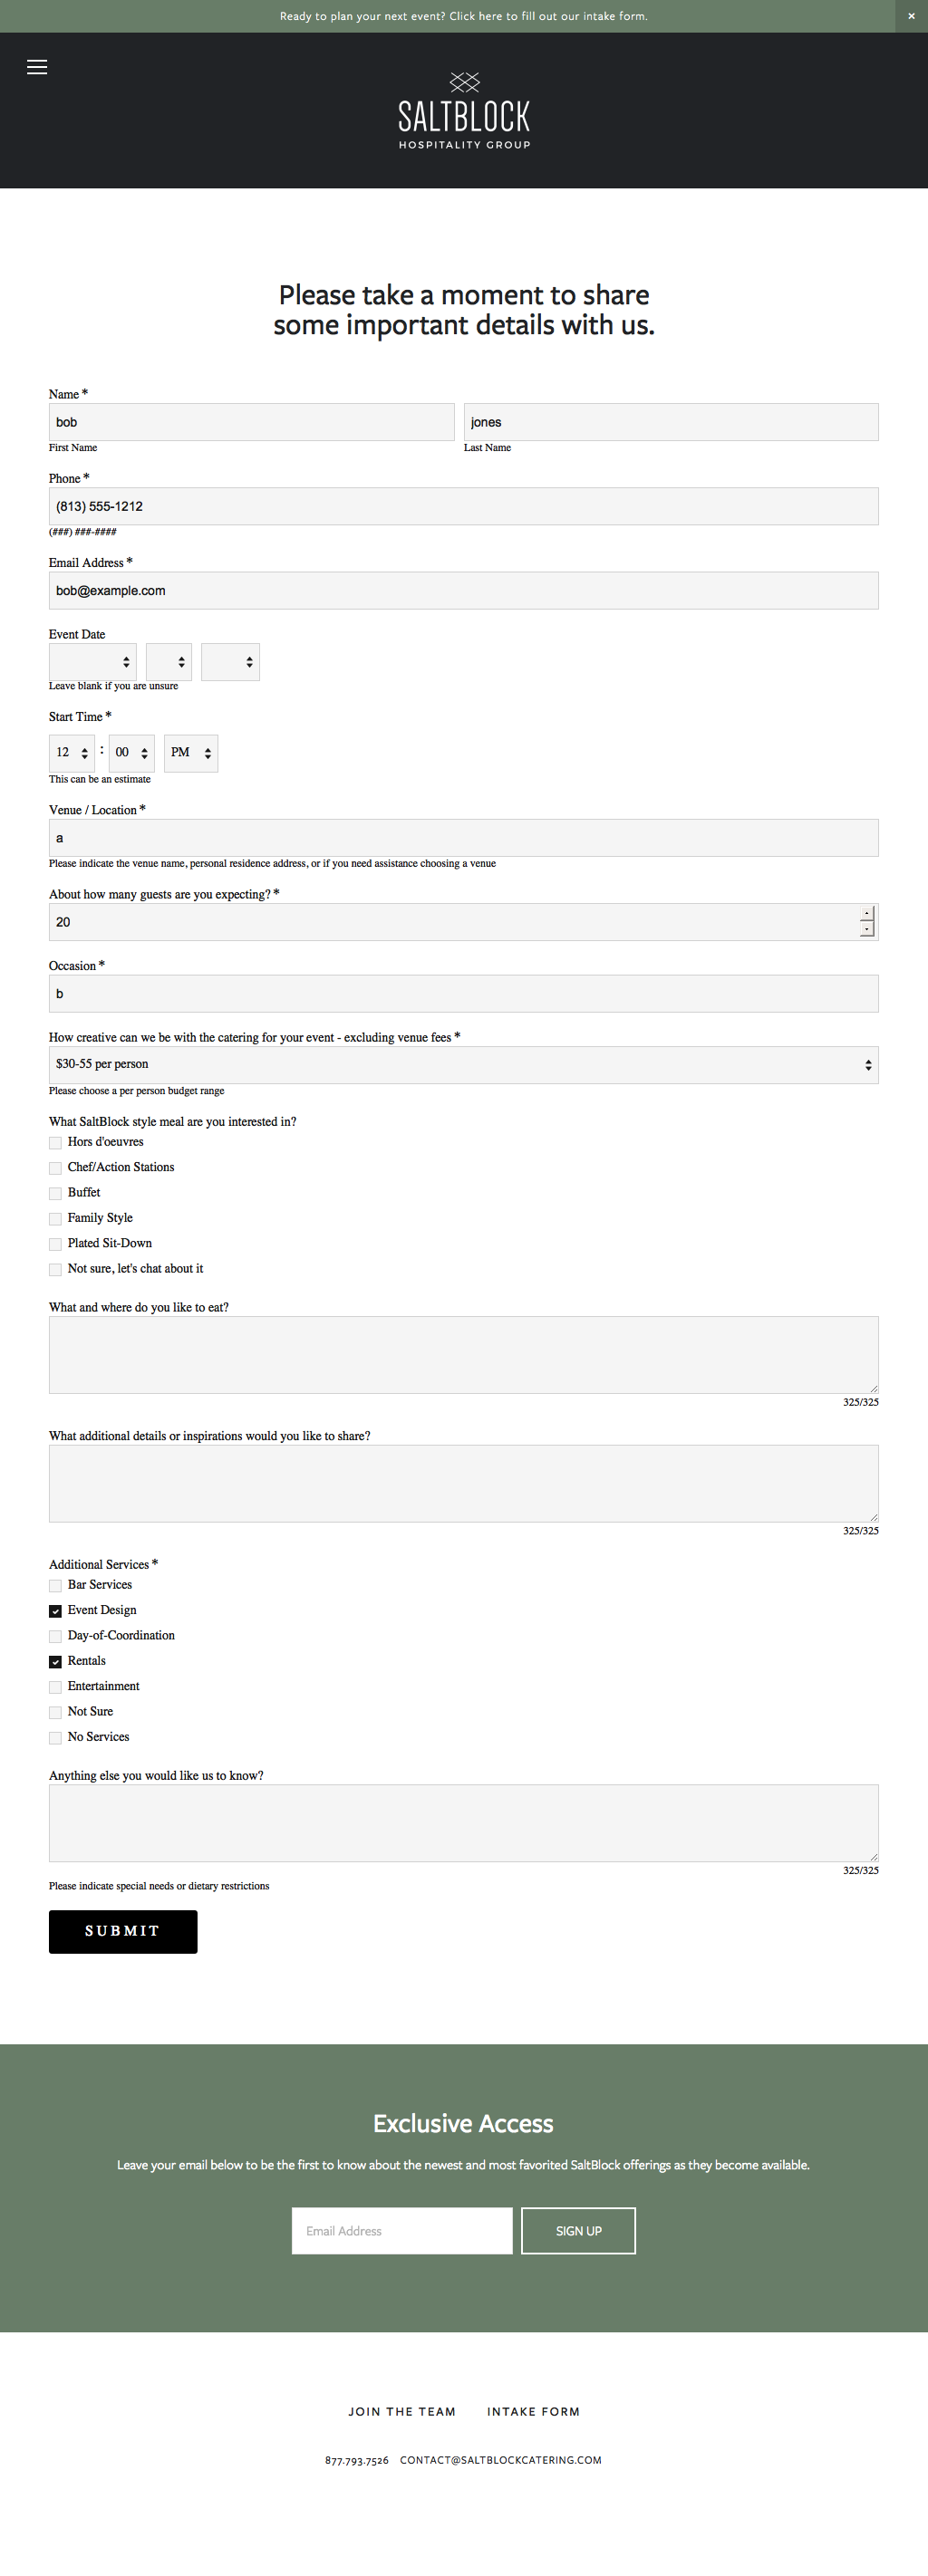 Ready to plan your next event? Click here to fill out our intake form.
×
SALTBLOCK
HOSPITALITY GROUP
Please take a moment to share
some important details with us.
Name *
bob
jones
First Name
Last Name
Phone *
(813) 555-1212
(###) ###-####
Email Address *
bob@example.com
Event Date
Leave blank if you are unsure
Start Time *
12 : 00 PM
This can be an estimate
Venue / Location *
a
Please indicate the venue name, personal residence address, or if you need assistance choosing a venue
About how many guests are you expecting? *
20
Occasion *
b
How creative can we be with the catering for your event - excluding venue fees *
$30-55 per person
Please choose a per person budget range
What SaltBlock style meal are you interested in?
Hors d'oeuvres
Chef/Action Stations
Buffet
Family Style
Plated Sit-Down
Not sure, let's chat about it
What and where do you like to eat?
325/325
What additional details or inspirations would you like to share?
325/325
Additional Services *
Bar Services
Event Design
Day-of-Coordination
Rentals
Entertainment
Not Sure
No Services
Anything else you would like us to know?
325/325
Please indicate special needs or dietary restrictions
SUBMIT
Exclusive Access
Leave your email below to be the first to know about the newest and most favorited SaltBlock offerings as they become available.
Email Address
SIGN UP
JOIN THE TEAM INTAKE FORM
877.793.7526 CONTACT@SALTBLOCKCATERING.COM